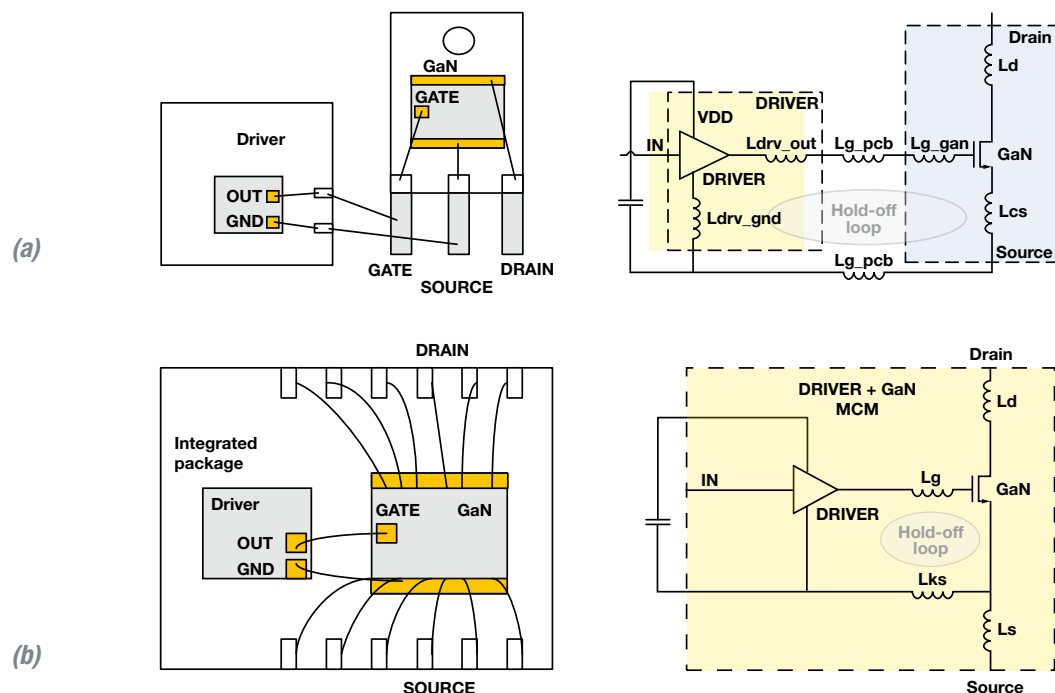 GaN
GATE
Driver
OUT
GND
GATE
SOURCE
DRAIN
(a)
Drain
Ld
DRIVER
VDD
IN
Ldrv_out
Lg_pcb
Lg_gan
GaN
DRIVER
Ldrv_gnd
Hold-off
loop
Lcs
Source
Lg_pcb
DRAIN
Integrated
package
Driver
OUT
GND
GATE
GaN
SOURCE
(b)
Drain
DRIVER + GaN
MCM
Ld
IN
Lg
GaN
DRIVER
Hold-off
loop
Lks
Ls
Source